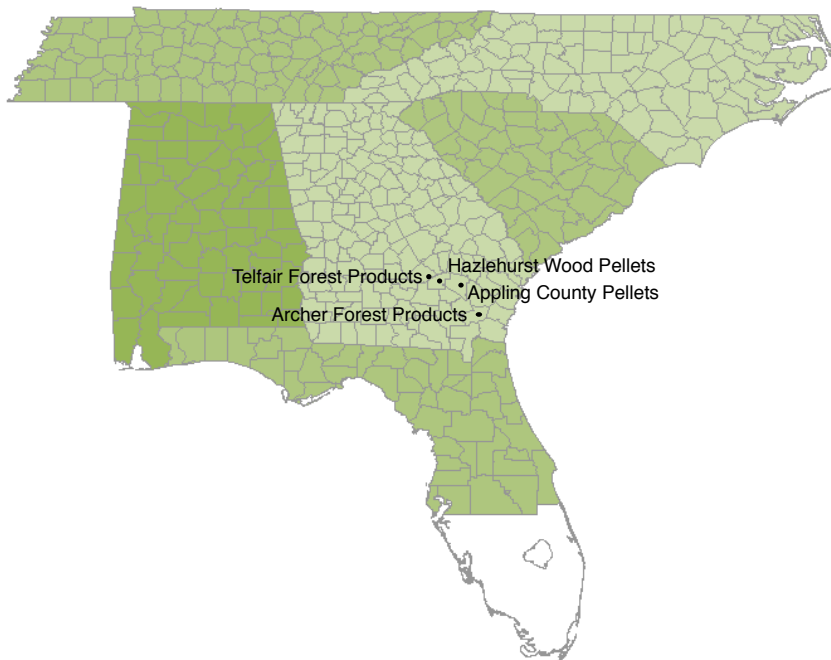 Hazlehurst Wood Pellets
Telfair Forest Products
Appling County Pellets
Archer Forest Products